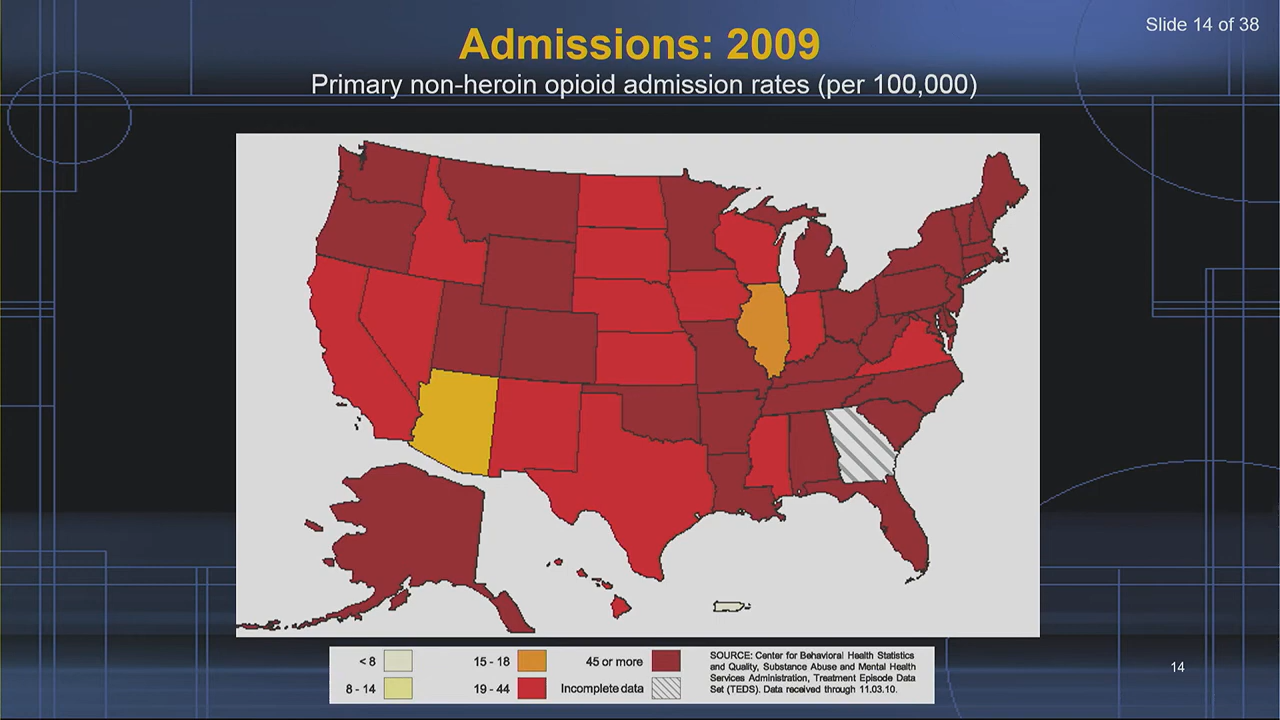 Slide 14 of 38
Admissions: 2009
Primary non-heroin opioid admission rates (per 100,000)
< 8
15 - 18
45 or more
8 - 14
19 - 44
Incomplete data
SOURCE: Center for Behavioral Health Statistics
and Quality, Substance Abuse and Mental Health
Services Administration, Treatment Episode Data
Set (TEDS). Data received through 11.03.10.
14